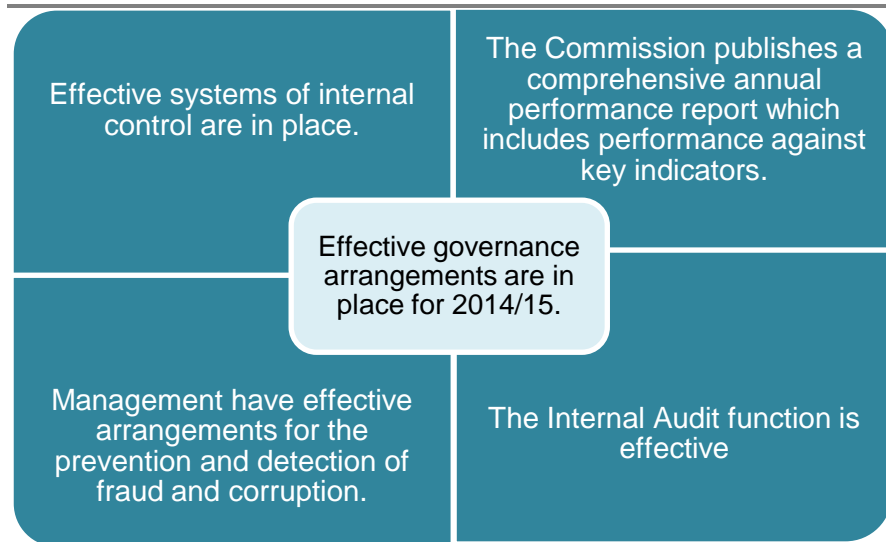 Effective systems of internal
control are in place.
The Commission publishes a
comprehensive annual
performance report which
includes performance against
key indicators.
Effective governance
arrangements are in
place for 2014/15.
Management have effective
arrangements for the
prevention and detection of
fraud and corruption.
The Internal Audit function is
effective